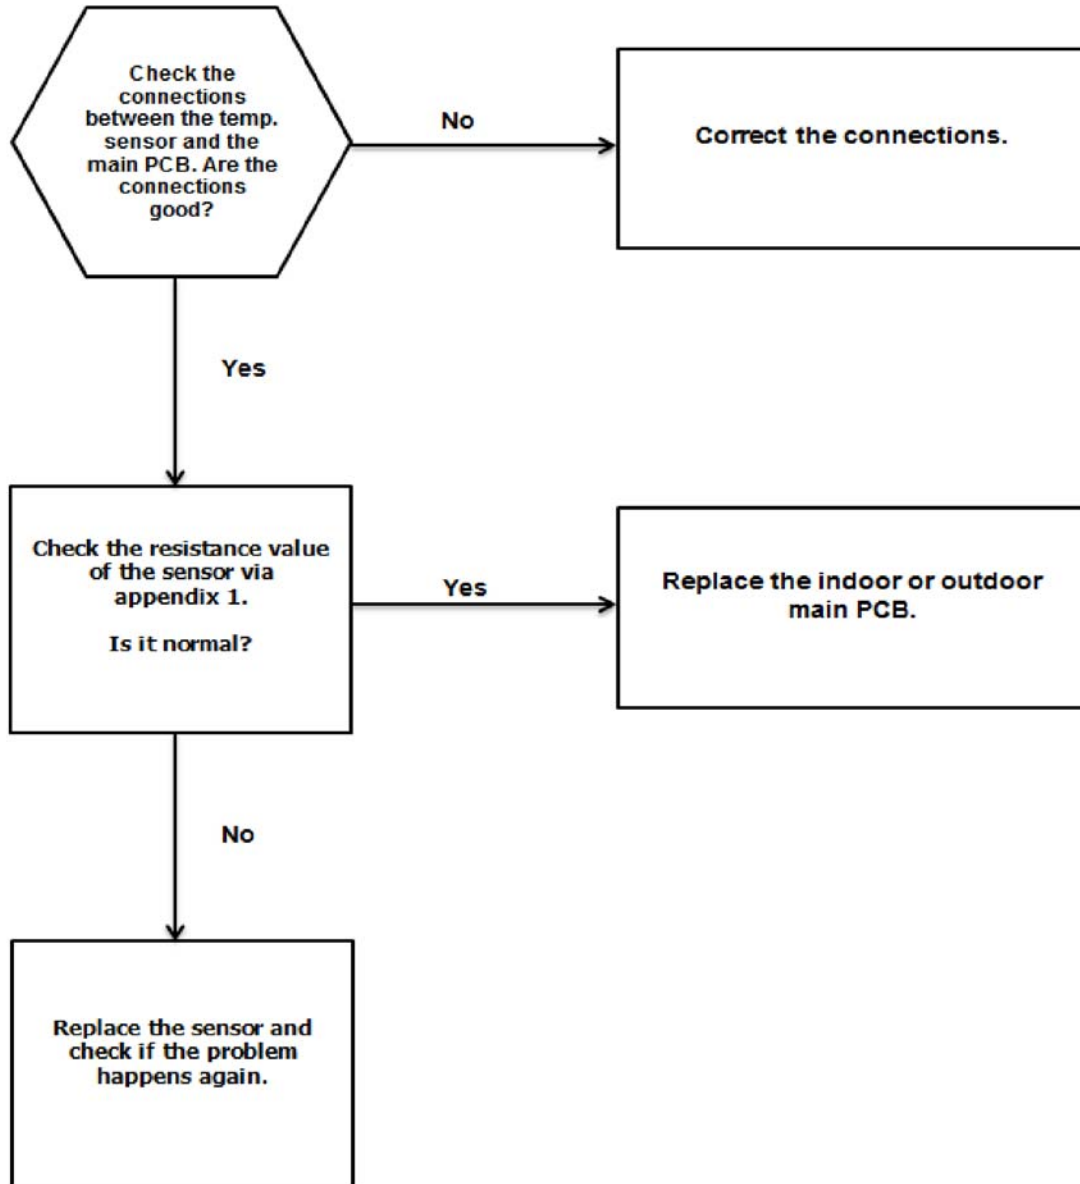 Check the
connections
between the temp.
sensor and the
main PCB. Are the
connections
good?
No
Correct the connections.
Yes
Check the resistance value
of the sensor via
appendix 1.
Is it normal?
Yes
Replace the indoor or outdoor
main PCB.
No
Replace the sensor and
check if the problem
happens again.